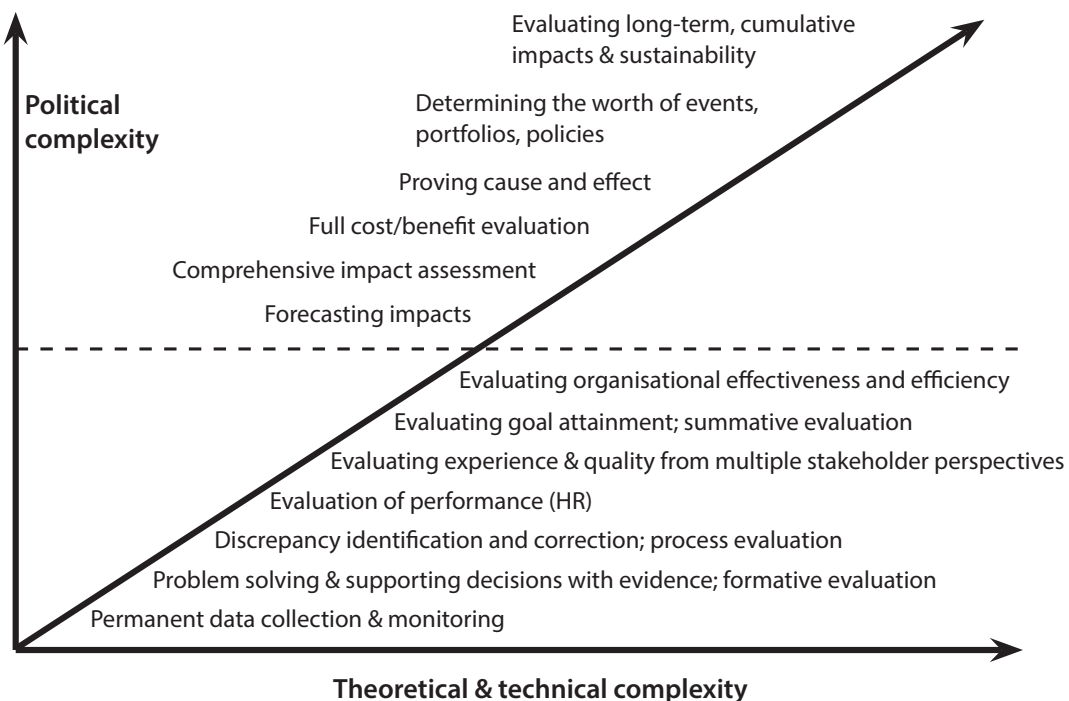 Evaluating long-term, cumulative
impacts & sustainability
Political
complexity
Determining the worth of events,
portfolios, policies
Proving cause and effect
Full cost/benefit evaluation
Comprehensive impact assessment
Forecasting impacts
Evaluating organisational effectiveness and efficiency
Evaluating goal attainment; summative evaluation
Evaluating experience & quality from multiple stakeholder perspectives
Evaluation of performance (HR)
Discrepancy identification and correction; process evaluation
Problem solving & supporting decisions with evidence; formative evaluation
Permanent data collection & monitoring
Theoretical & technical complexity